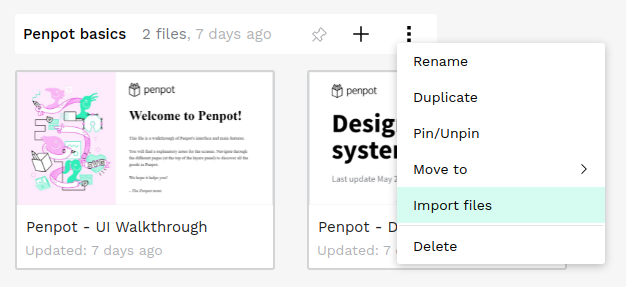 Penpot basics 2 files, 7 days ago
Rename
Duplicate
Pin/Unpin
Move to
Import files
Delete
penpot
Welcome to Penpot!
This file is a walkthrough of Penpot's interface and main features.
You will find a explanatory notes for the screens. Navigate through
the different pages (at the top of the layers panel) to discover all the
goods in Penpot.
We hope it helps you!
- The Penpot team
Penpot - UI Walkthrough
Updated: 7 days ago
penpot
Desig
system
Last update May 2
Penpot - D
Updated: 7 da